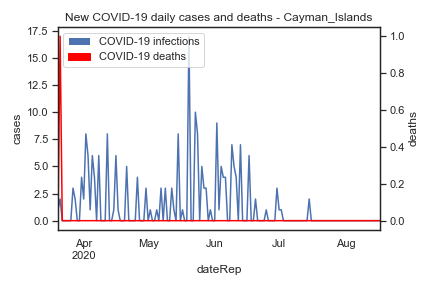 New COVID-19 daily cases and deaths - Cayman_Islands
COVID-19 infections
COVID-19 deaths
17.5
15.0
12.5
10.0
7.5
5.0
2.5
0.0
cases
1.0
0.8
0.6
0.4
0.2
0.0
deaths
Apr
2020
May
Jun
Jul
Aug
dateRep